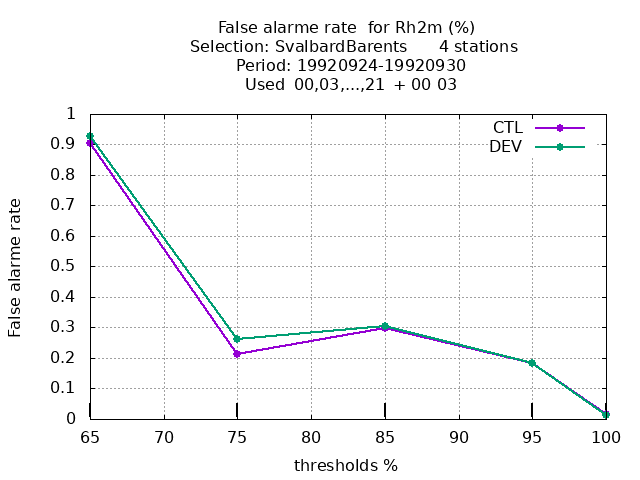 False alarme rate  for Rh2m (%)
Selection: SvalbardBarents      4 stations
Period: 19920924-19920930
Used  00,03,...,21  + 00 03
CTL
DEV
1
0.9
0.8
0.7
0.6
0.5
0.4
0.3
0.2
0.1
0
False alarme rate
65 70 75 80 85 90 95 100
thresholds %